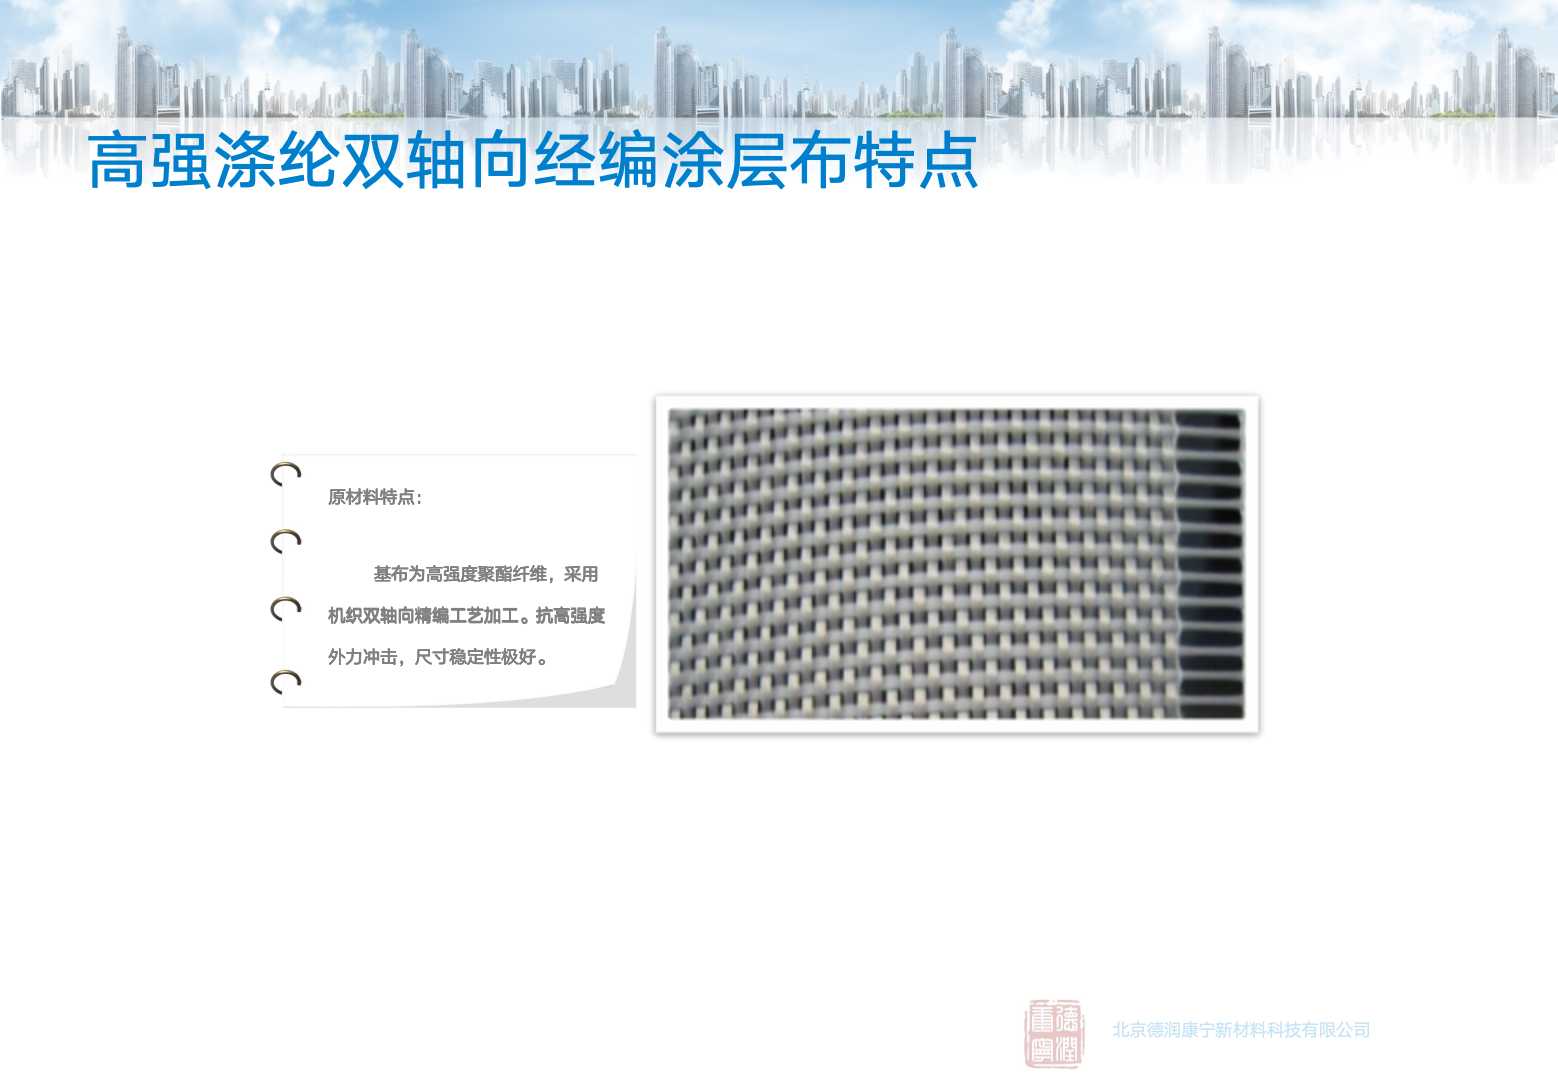 高强涤纶双轴向经编涂层布特点
原材料特点：
基布为高强度聚酯纤维，采用
机织双轴向精编工艺加工。抗高强度
外力冲击，尺寸稳定性极好。
德润康宁
北京德润康宁新材料科技有限公司